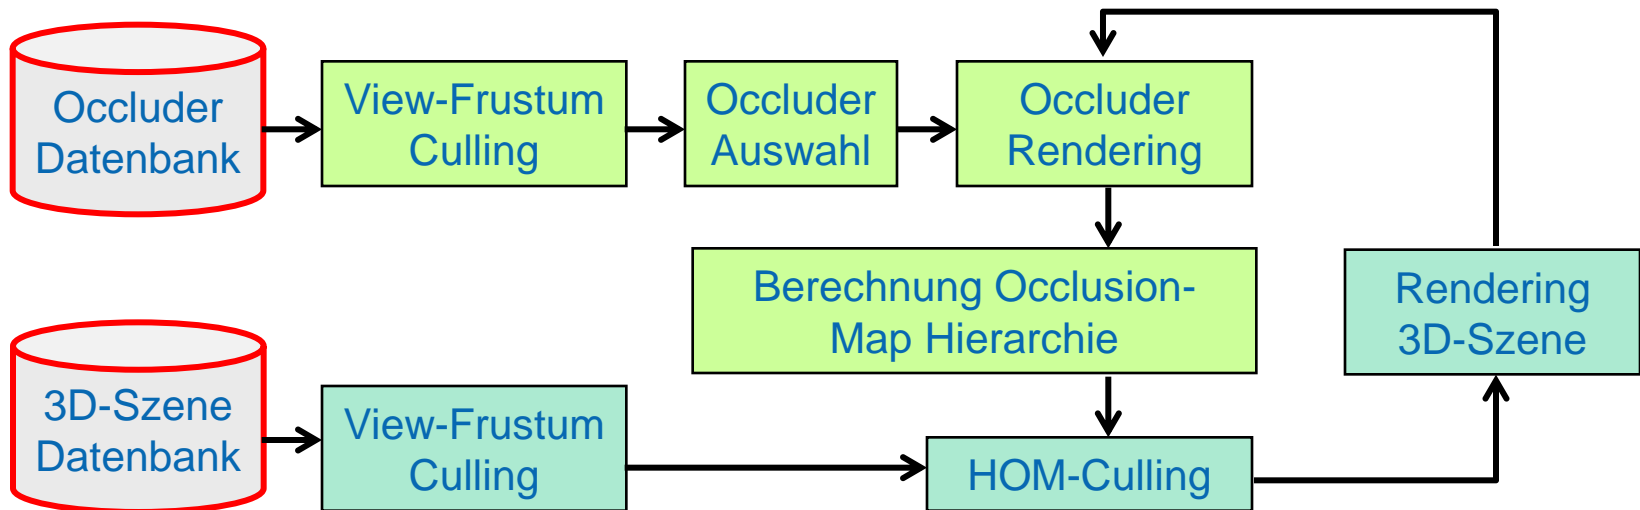 Occluder
Datenbank
View-Frustum
Culling
Occluder
Auswahl
Occluder
Rendering
Berechnung Occlusion-
Map Hierarchie
Rendering
3D-Szene
3D-Szene
Datenbank
View-Frustum
Culling
HOM-Culling